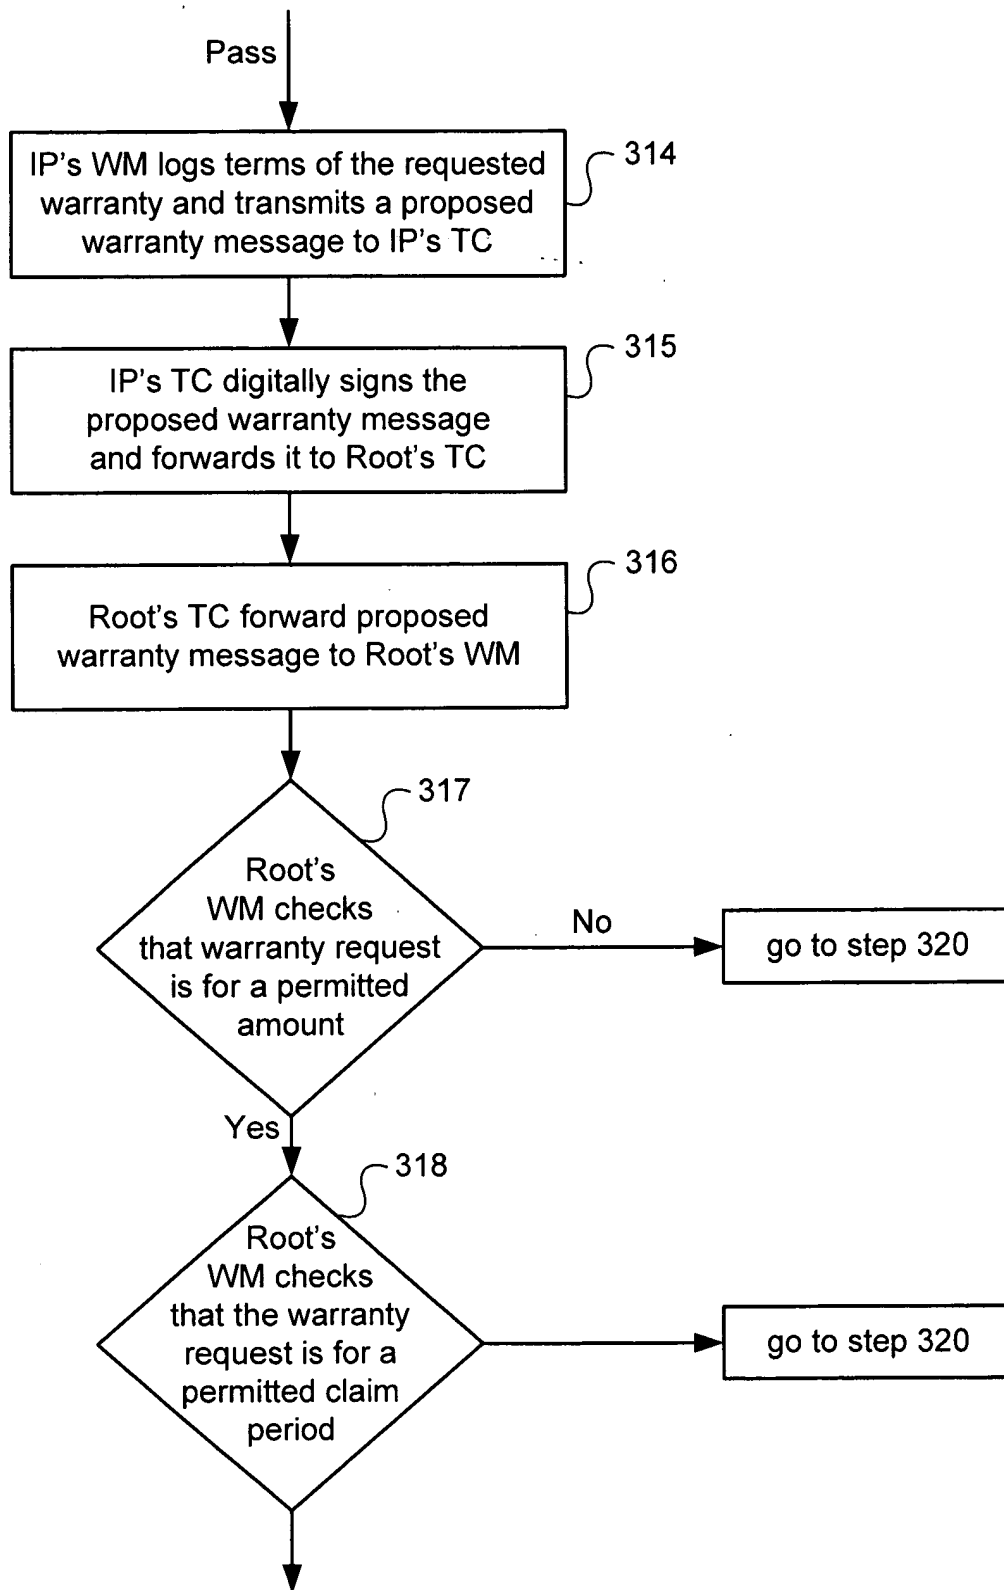 Pass
IP's WM logs terms of the requested
warranty and transmits a proposed
warranty message to IP's TC
314
IP's TC digitally signs the
proposed warranty message
and forwards it to Root's TC
315
Root's TC forward proposed
warranty message to Root's WM
316
317
Root's
WM checks
that warranty request
is for a permitted
amount
No
go to step 320
Yes
318
Root's
WM checks
that the warranty
request is for a
permitted claim
period
go to step 320